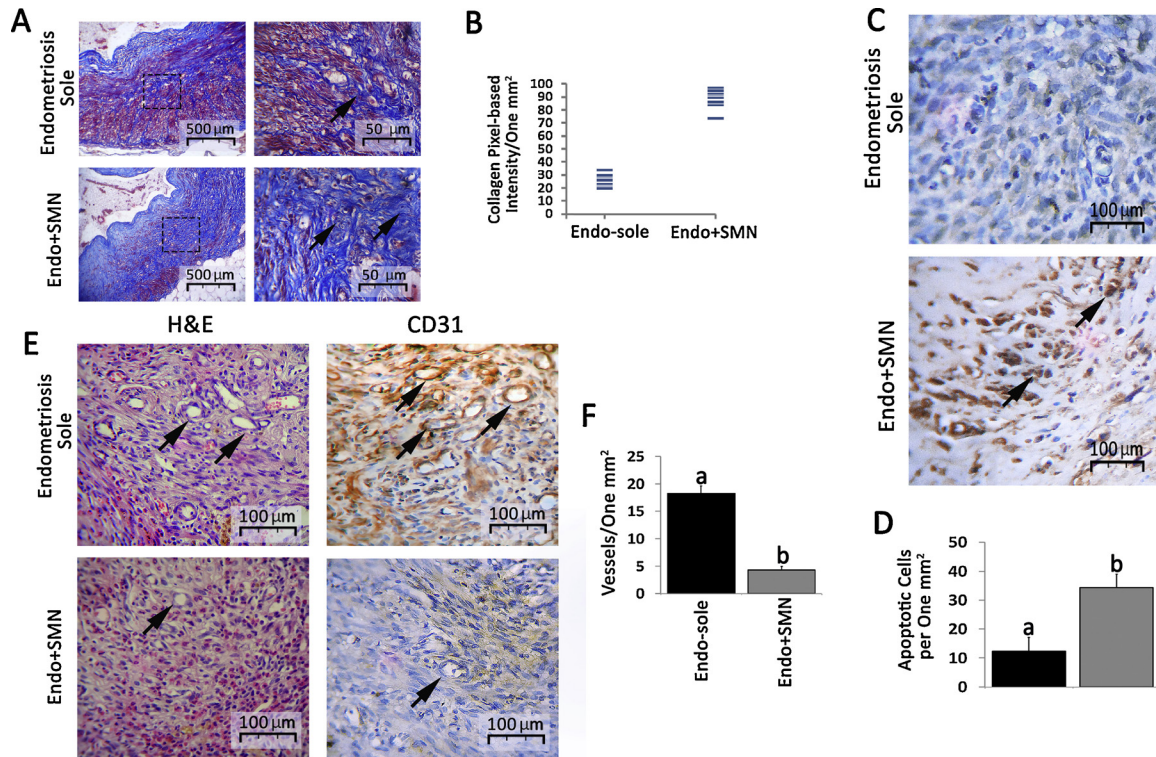 A
Endometriosis
Sole
500 µm
50 µm
Endo+SMN
500 µm
50 µm
B
Collagen Pixel-based
Intensity/One mm²
100
90
80
70
60
50
40
30
20
10
0
Endo-sole
Endo+SMN
C
Endometriosis
Sole
100 µm
Endo+SMN
100 µm
D
Apoptotic Cells
per One mm²
50
40
30
20
10
0
a
b
E
H&E
CD31
Endometriosis
Sole
100 µm
100 µm
Endo+SMN
100 µm
100 µm
F
Vessels/One mm²
25
20
15
10
5
0
a
b
Endo-sole
Endo+SMN